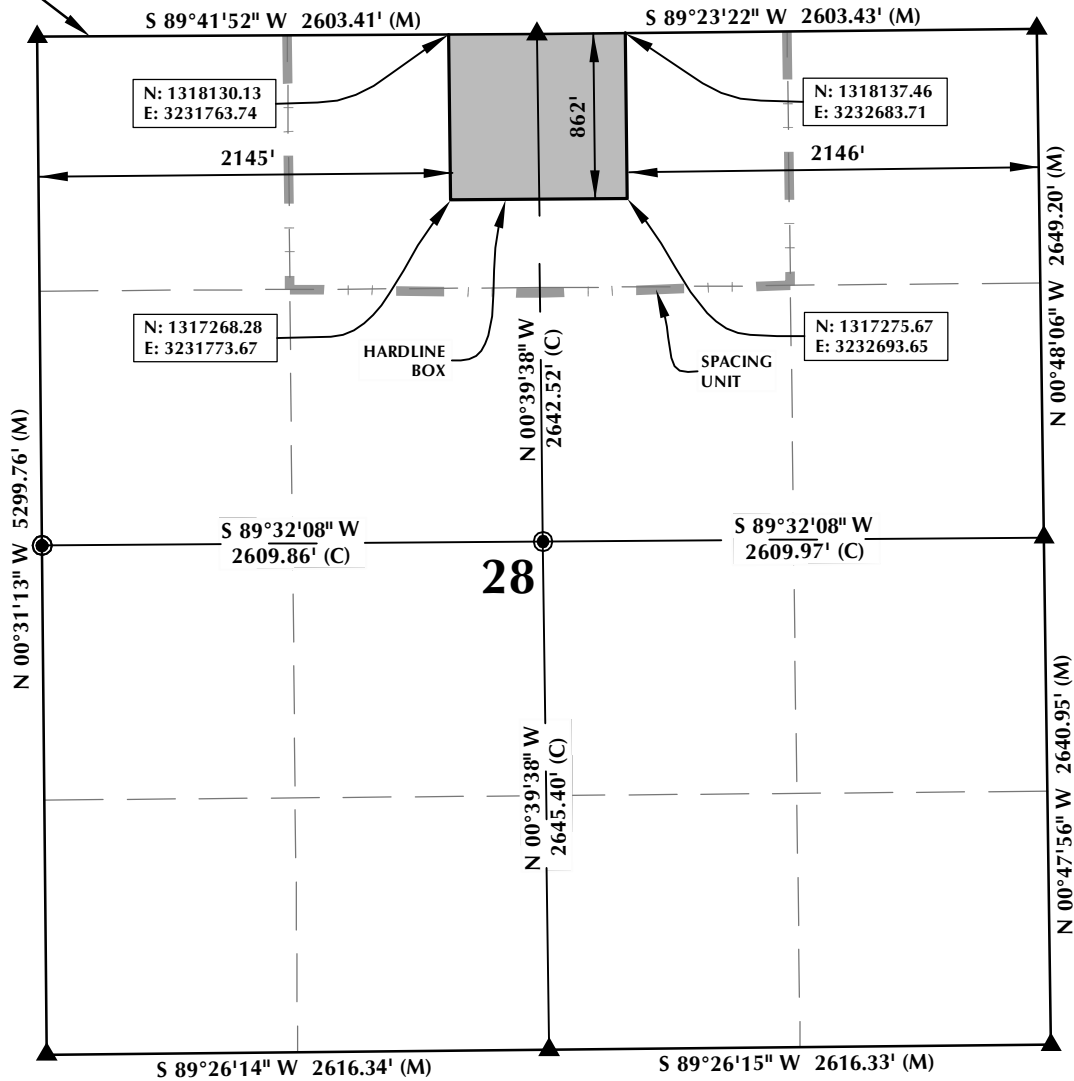 S 89°41'52" W 2603.41' (M)
S 89°23'22" W 2603.43' (M)
N: 1318130.13
E: 3231763.74
862'
N: 1318137.46
E: 3232683.71
2145'
2146'
N 00°48'06" W 2649.20' (M)
N: 1317268.28
E: 3231773.67
HARDLINE
BOX
N 00°39'38" W
2642.52' (C)
SPACING
UNIT
N: 1317275.67
E: 3232693.65
N 00°31'13" W 5299.76' (M)
S 89°32'08" W
2609.86' (C)
S 89°32'08" W
2609.97' (C)
28
N 00°39'38" W
2645.40' (C)
N 00°47'56" W 2640.95' (M)
S 89°26'14" W 2616.34' (M)
S 89°26'15" W 2616.33' (M)